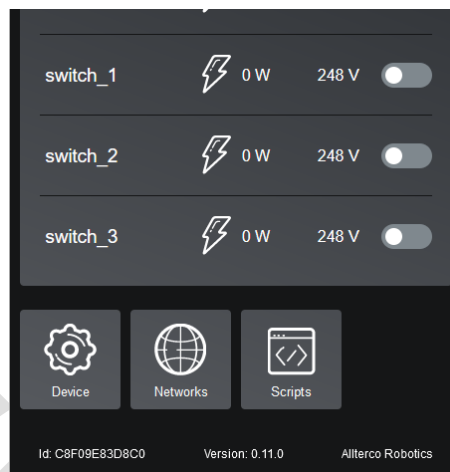 switch_1 0 W 248 V
switch_2 0 W 248 V
switch_3 0 W 248 V
Device Networks Scripts
Id: C8F09E83D8C0 Version: 0.11.0 Allterco Robotics